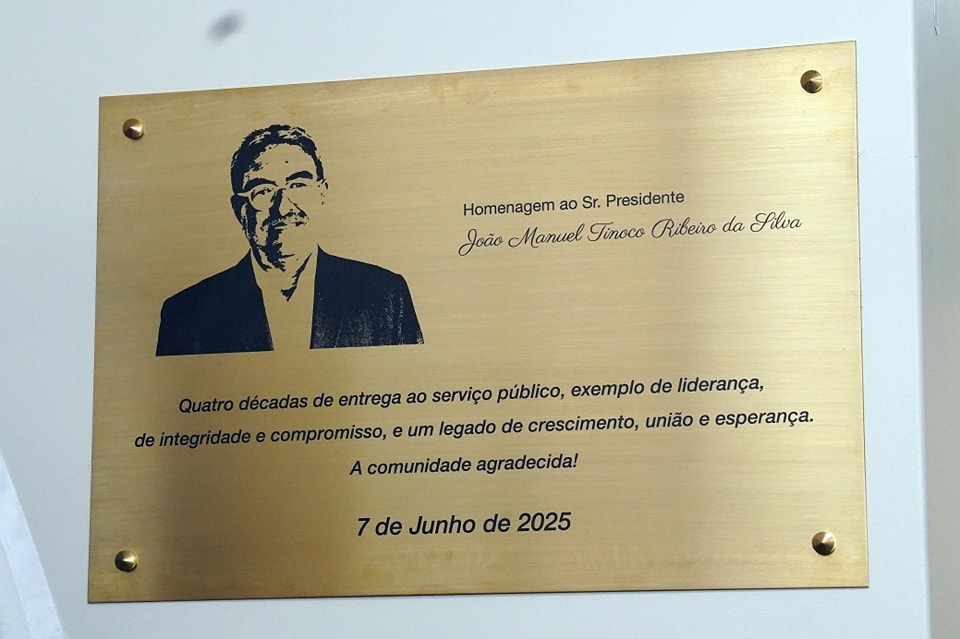 Homenagem ao Sr. Presidente
João Manuel Tinoco Ribeiro da Silva
Quatro décadas de entrega ao serviço público, exemplo de liderança,
de integridade e compromisso, e um legado de crescimento, união e esperança.
A comunidade agradecida!
7 de Junho de 2025